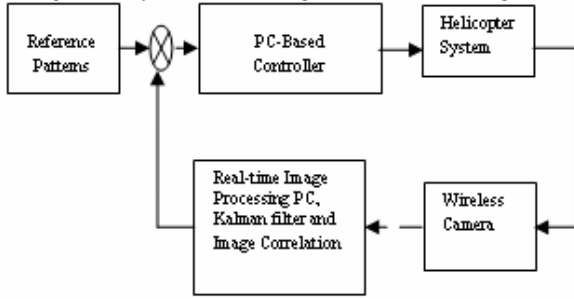 Reference
Patterns
PC-Based
Controller
Helicopter
System
Real-time Image
Processing PC,
Kalman filter and
Image Correlation
Wireless
Camera